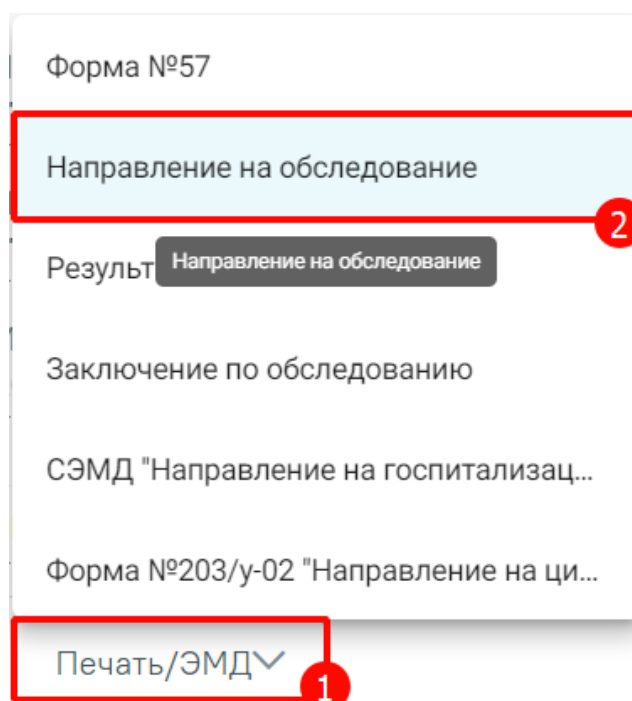 Форма №57
Направление на обследование
2
Результ
Направление на обследование
Заключение по обследованию
СЭМД "Направление на госпитализац...
Форма №203/у-02 "Направление на ци...
Печать/ЭМД
1